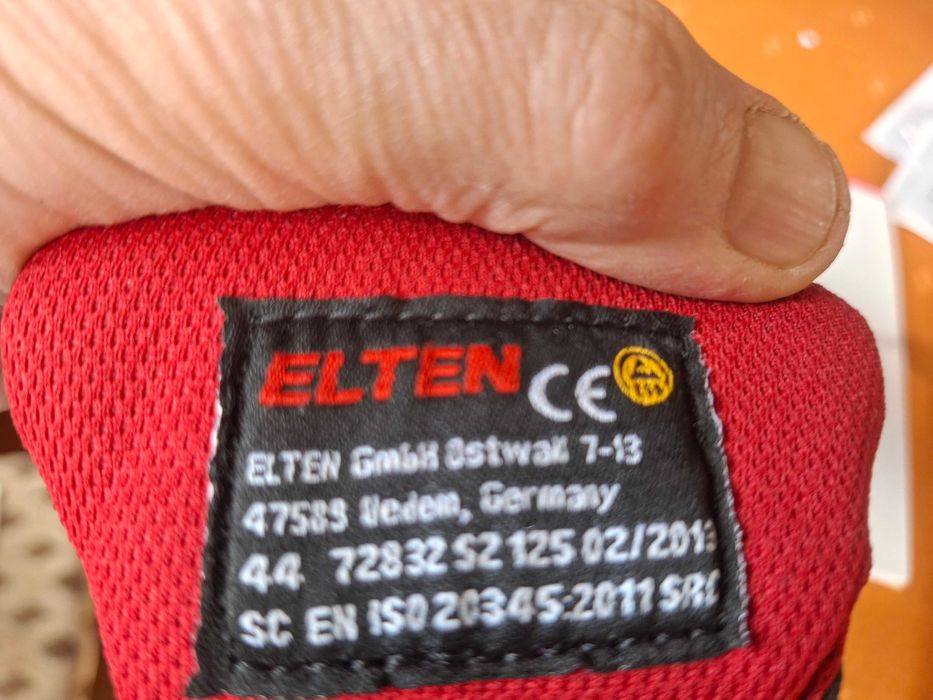 ELTEN CE
ELTEN GmbH Ostwall 7-13
47589 Uedem, Germany
44 72832 S2 125 02/2013
SC EN ISO 20345:2011 SRC